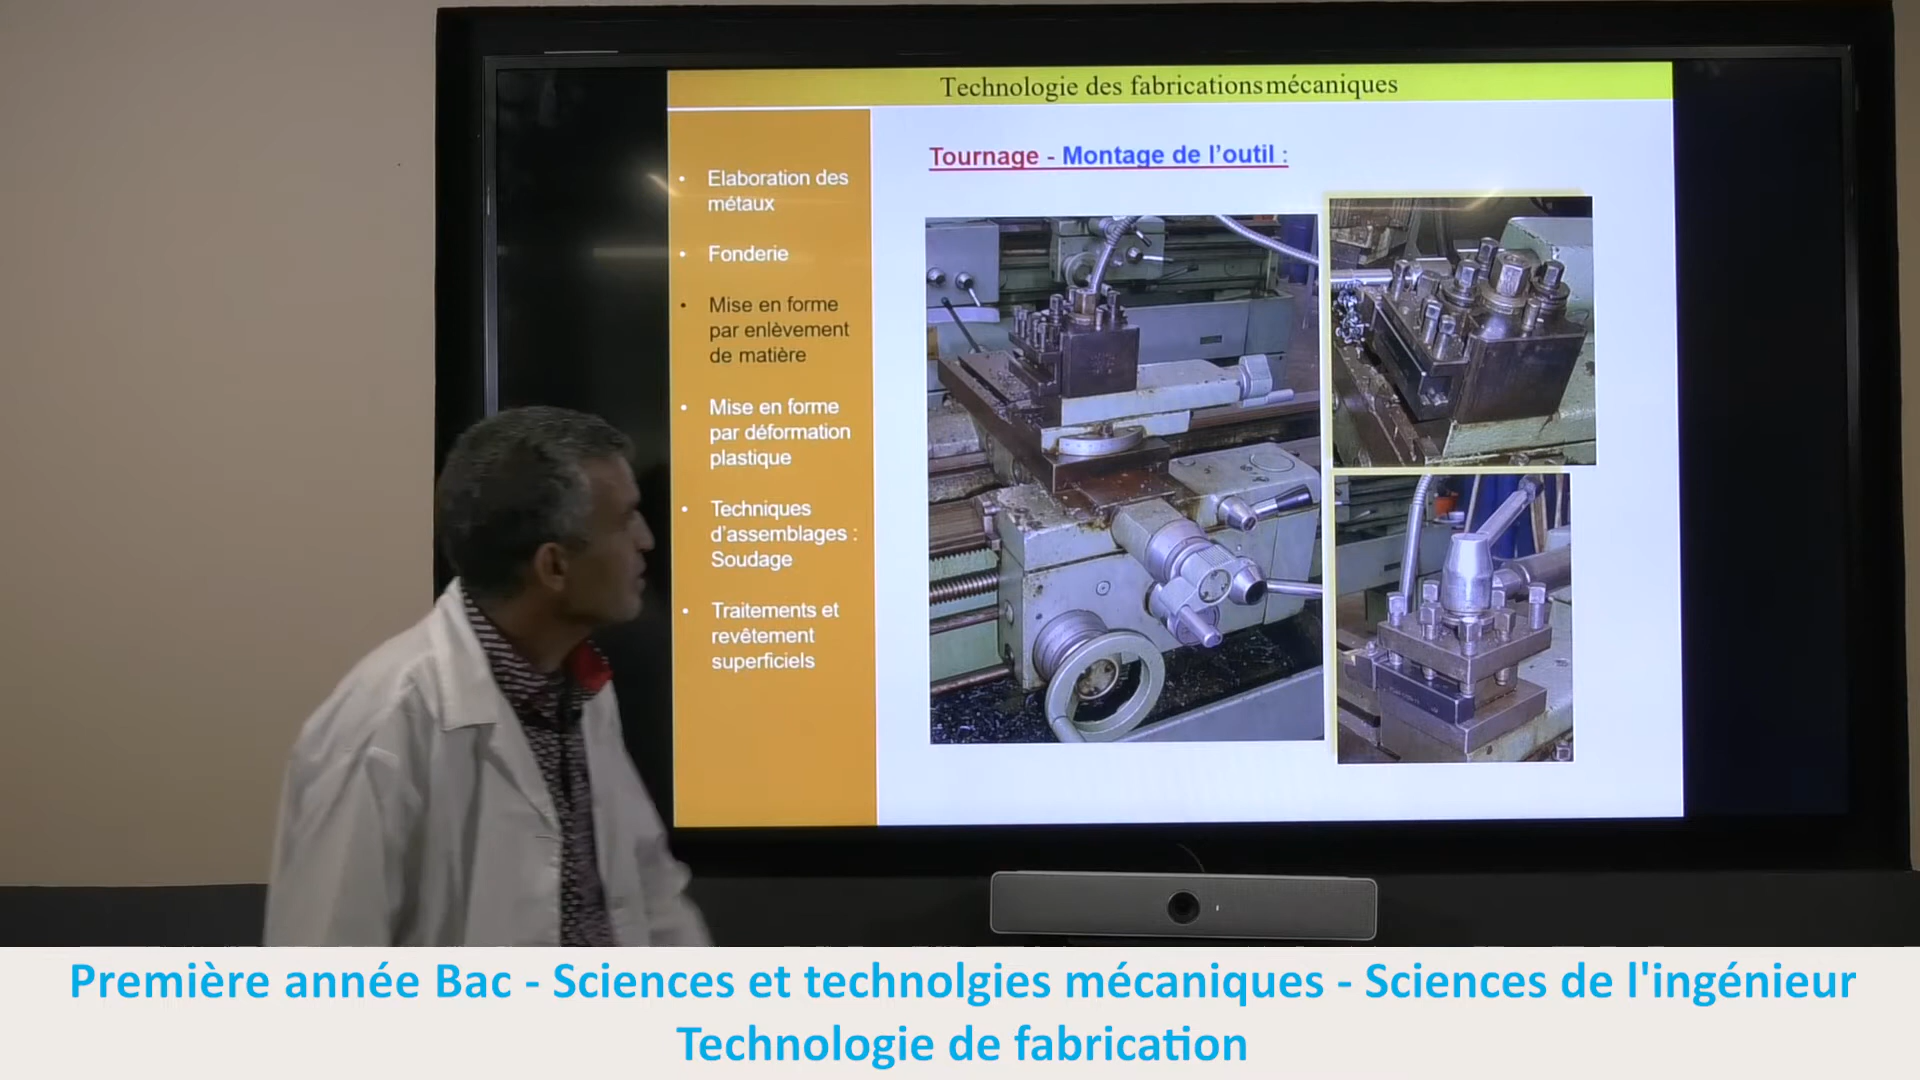 Technologie des fabrications mécaniques
Tournage - Montage de l'outil :
• Elaboration des
métaux
• Fonderie
• Mise en forme
par enlèvement
de matière
• Mise en forme
par déformation
plastique
• Techniques
d'assemblages :
Soudage
• Traitements et
revêtement
superficiels
Première année Bac - Sciences et technolgies mécaniques - Sciences de l'ingénieur
Technologie de fabrication